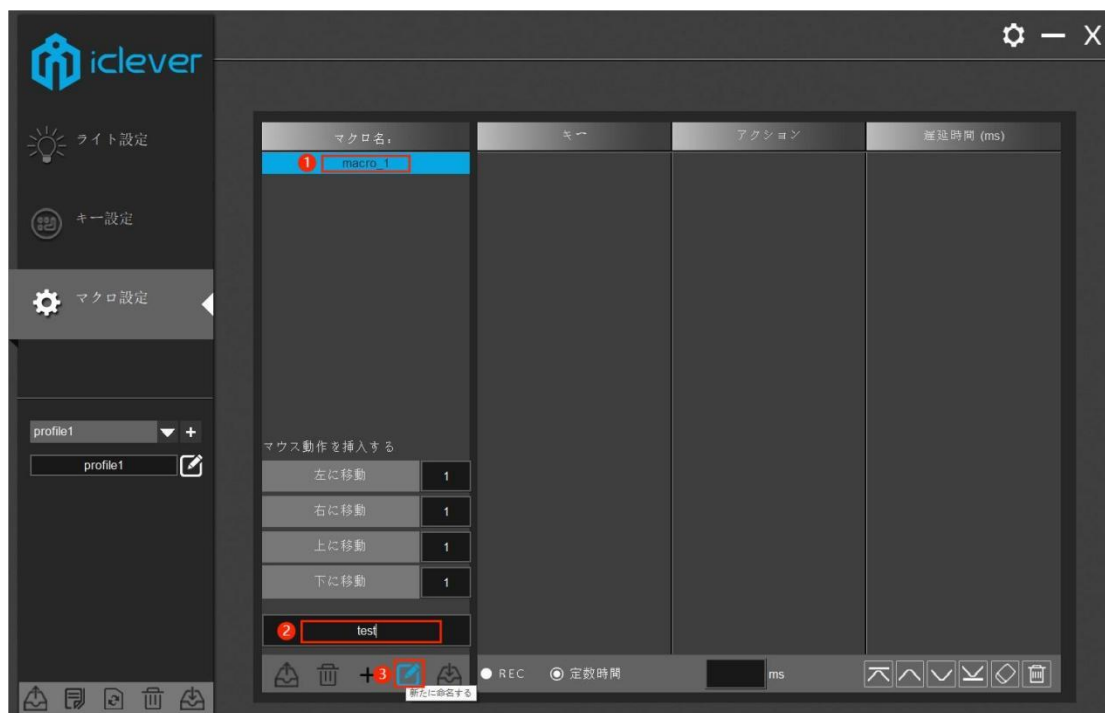 iclever
ライト設定
キー設定
マクロ設定
profile1
profile1
マクロ名:
キー
アクション
遅延時間 (ms)
1
macro_1
マウス動作を挿入する
左に移動 1
右に移動 1
上に移動 1
下に移動 1
2
test
3
新たに命名する
REC
定数時間
ms